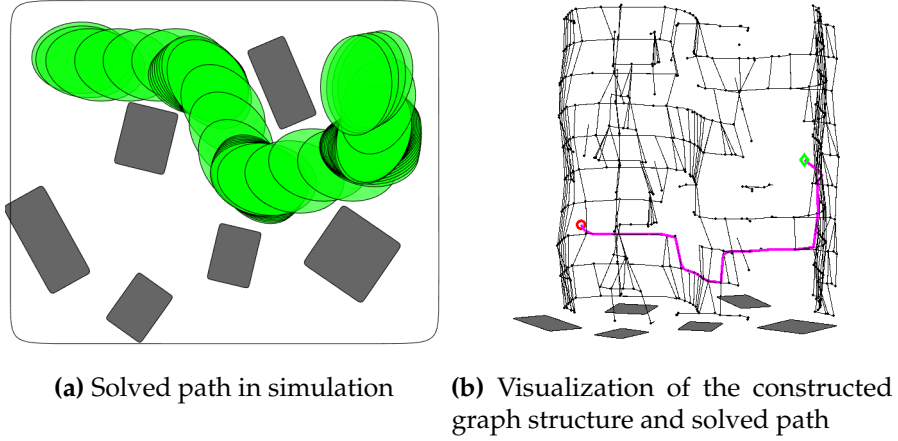 (a) Solved path in simulation
(b) Visualization of the constructed
graph structure and solved path